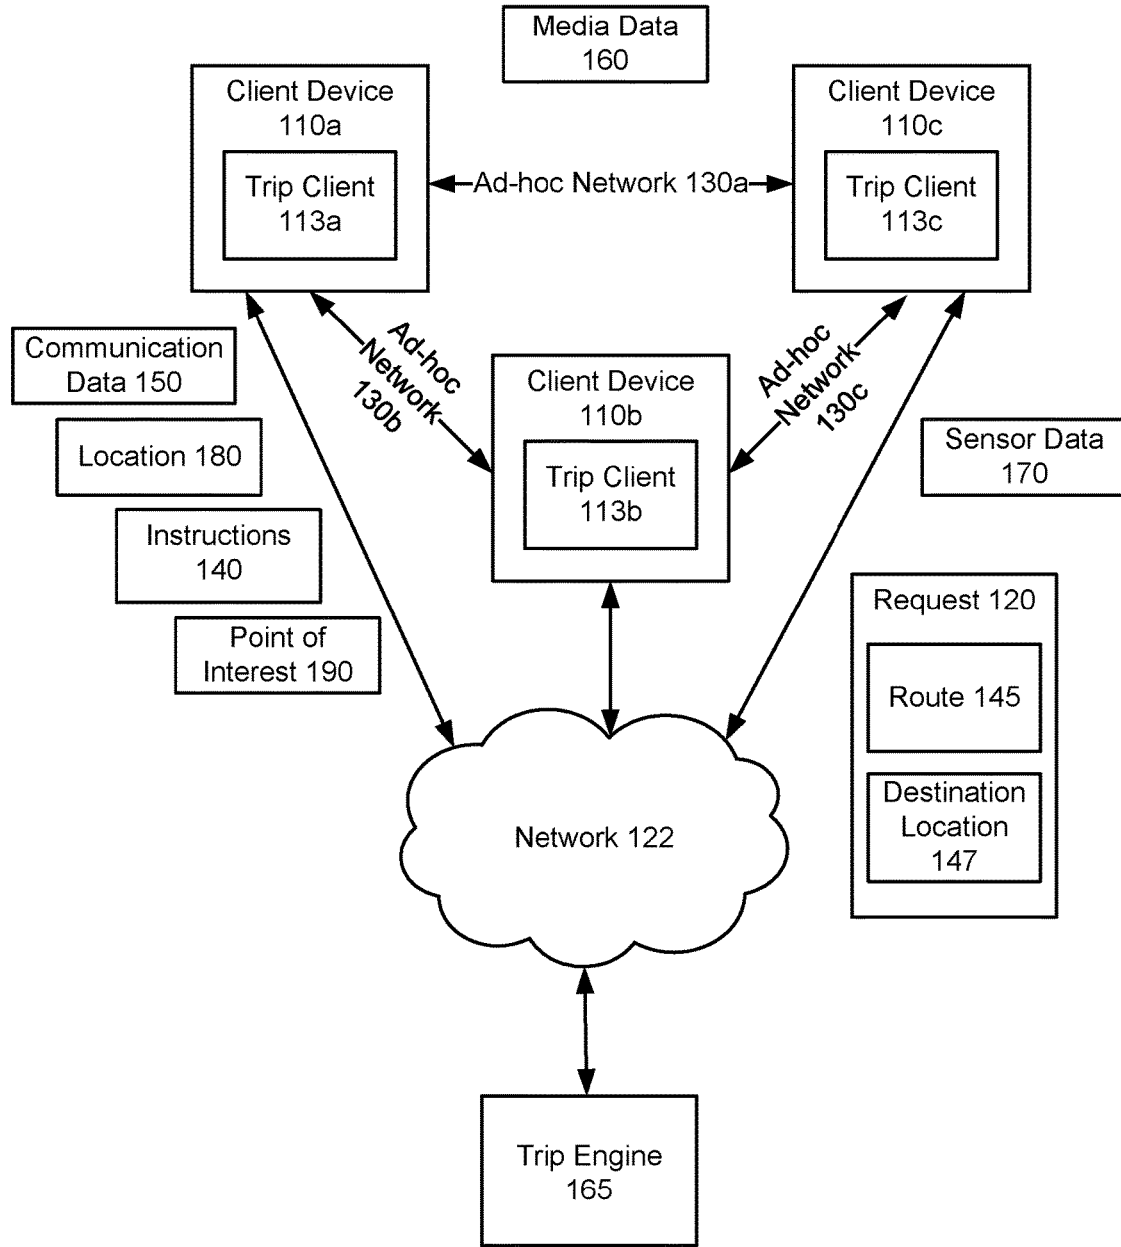 Media Data
160
Client Device
110a
Trip Client
113a
Ad-hoc Network 130a
Client Device
110c
Trip Client
113c
Ad-hoc
Network
130b
Ad-hoc
Network
130c
Client Device
110b
Trip Client
113b
Communication
Data 150
Location 180
Instructions
140
Point of
Interest 190
Sensor Data
170
Request 120
Route 145
Destination
Location
147
Network 122
Trip Engine
165